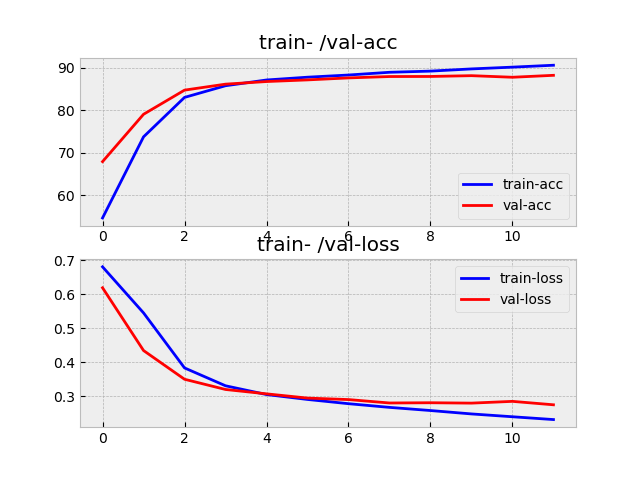 train- /val-acc
90
80
70
60
train-acc
val-acc
0 2 4 6 8 10
train- /val-loss
0.7
0.6
0.5
0.4
0.3
train-loss
val-loss
0 2 4 6 8 10